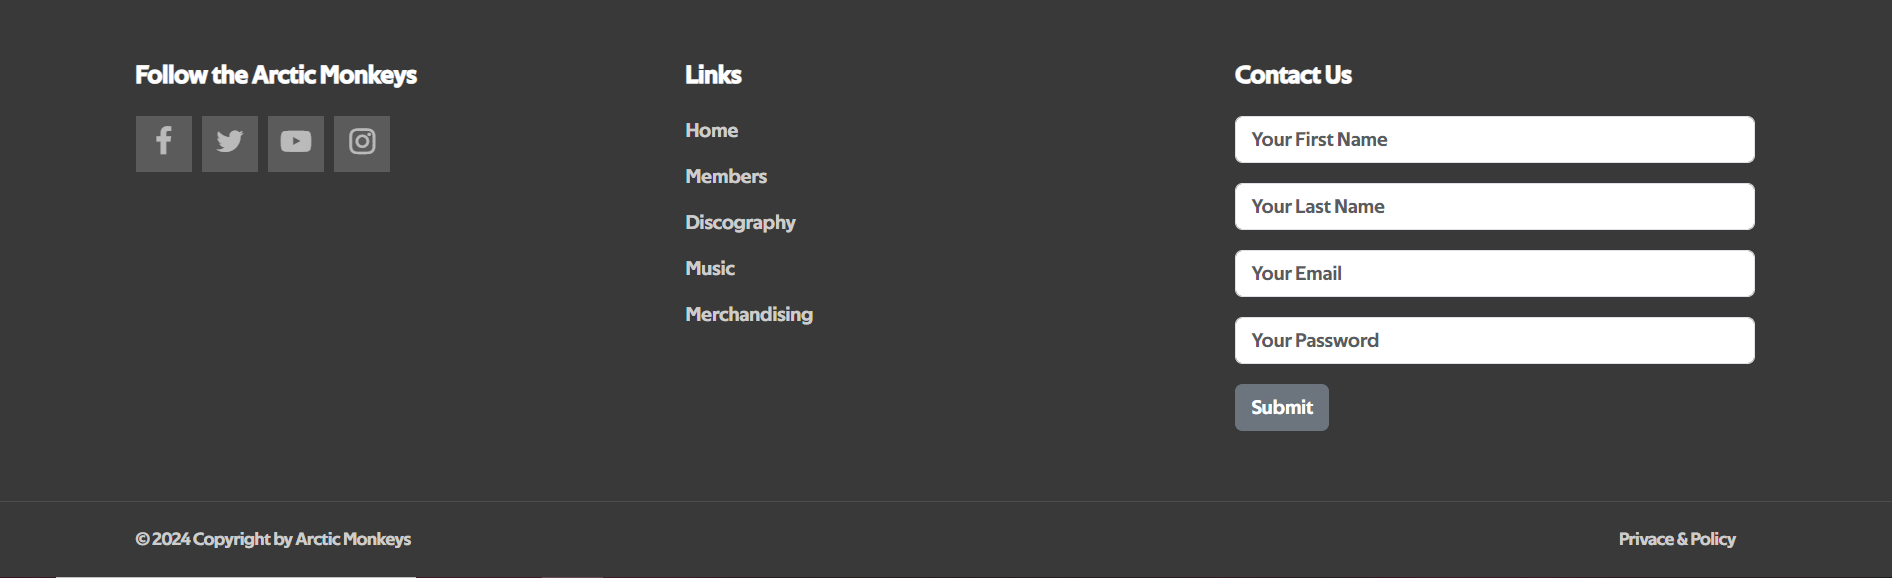 Follow the Arctic Monkeys
Links
Home
Members
Discography
Music
Merchandising
Contact Us
Your First Name
Your Last Name
Your Email
Your Password
Submit
© 2024 Copyright by Arctic Monkeys
Privace & Policy